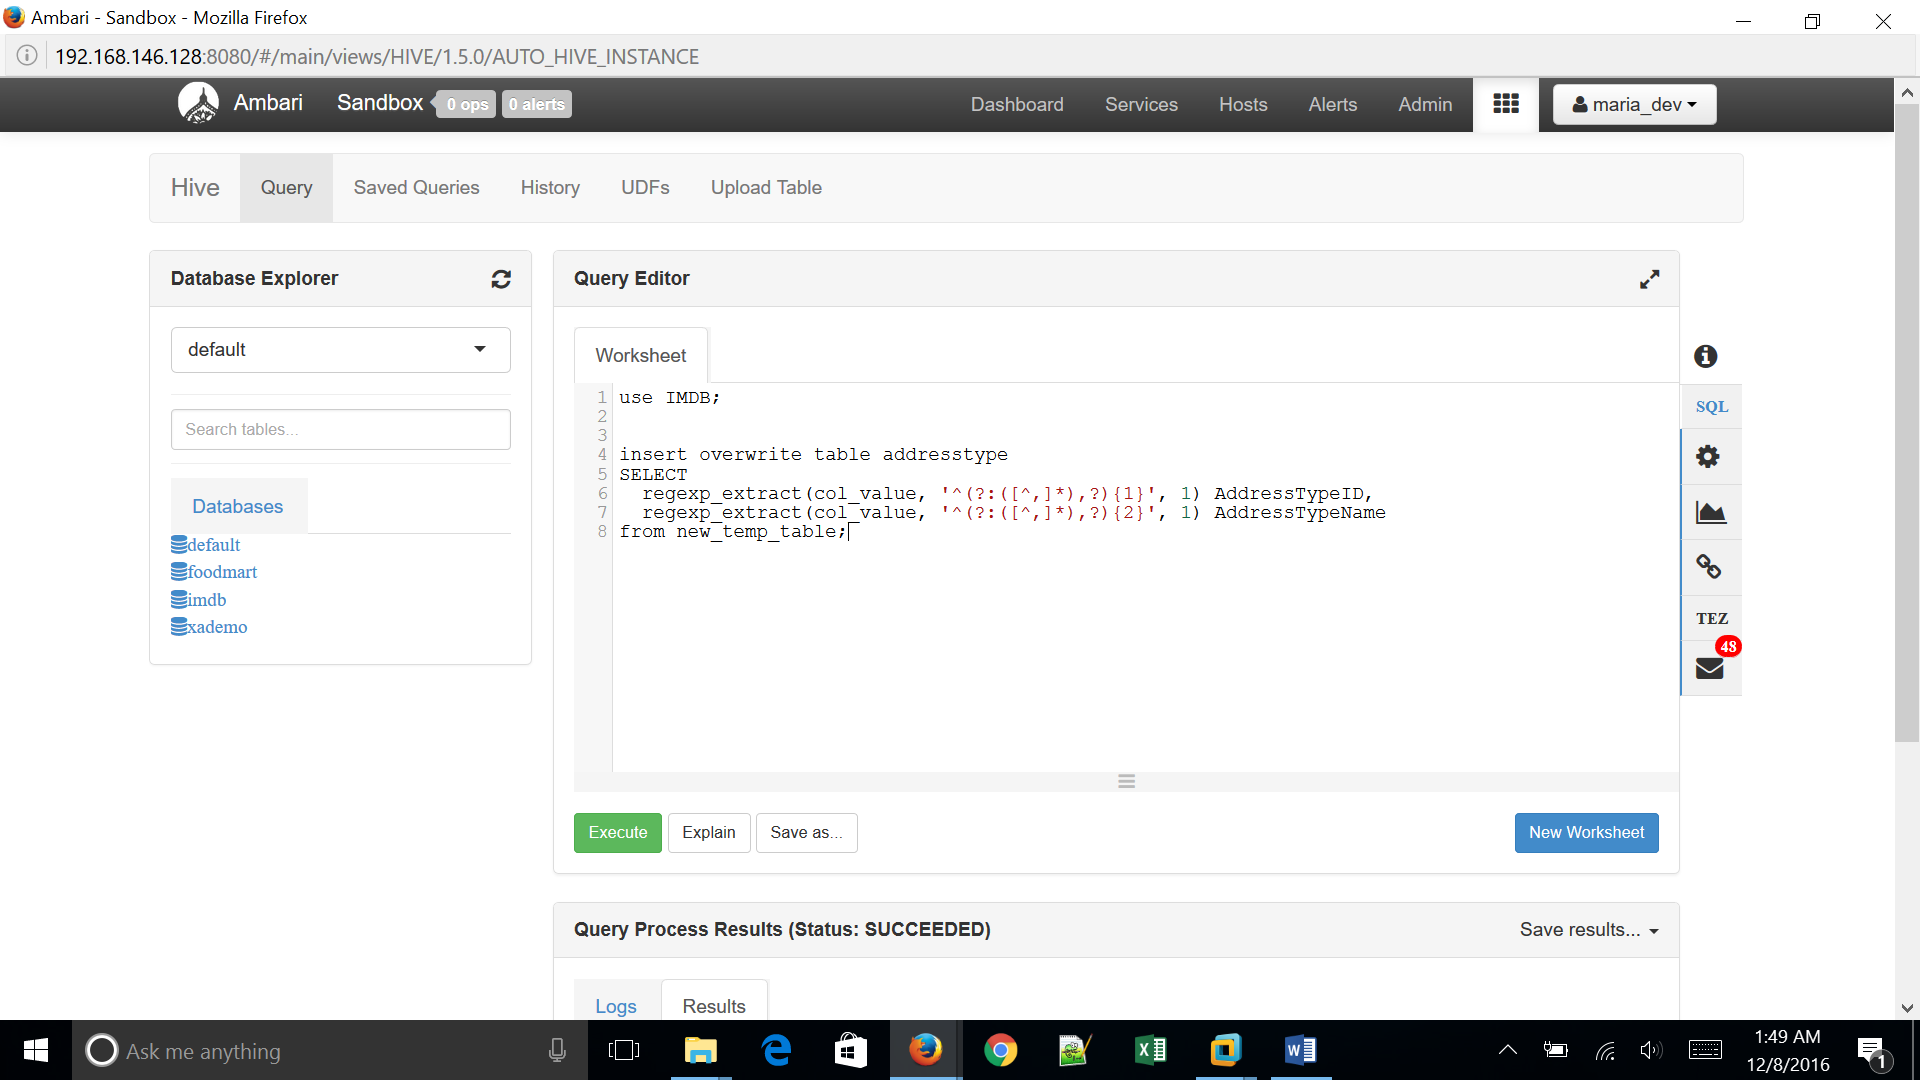 Ambari - Sandbox - Mozilla Firefox
192.168.146.128:8080/#/main/views/HIVE/1.5.0/AUTO_HIVE_INSTANCE
Ambari Sandbox 0 ops 0 alerts Dashboard Services Hosts Alerts Admin maria_dev
Hive Query Saved Queries History UDFs Upload Table
Database Explorer
default
Search tables...
Databases
default
foodmart
imdb
xademo
Query Editor
Worksheet
1 use IMDB;
2
3
4 insert overwrite table addresstype
5 SELECT
6 regexp_extract(col_value, '^(?:([^,]*),?){1}', 1) AddressTypeID,
7 regexp_extract(col_value, '^(?:([^,]*),?){2}', 1) AddressTypeName
8 from new_temp_table;
SQL
TEZ
48
Execute Explain Save as... New Worksheet
Query Process Results (Status: SUCCEEDED) Save results...
Logs Results
Ask me anything
1:49 AM
12/8/2016
1